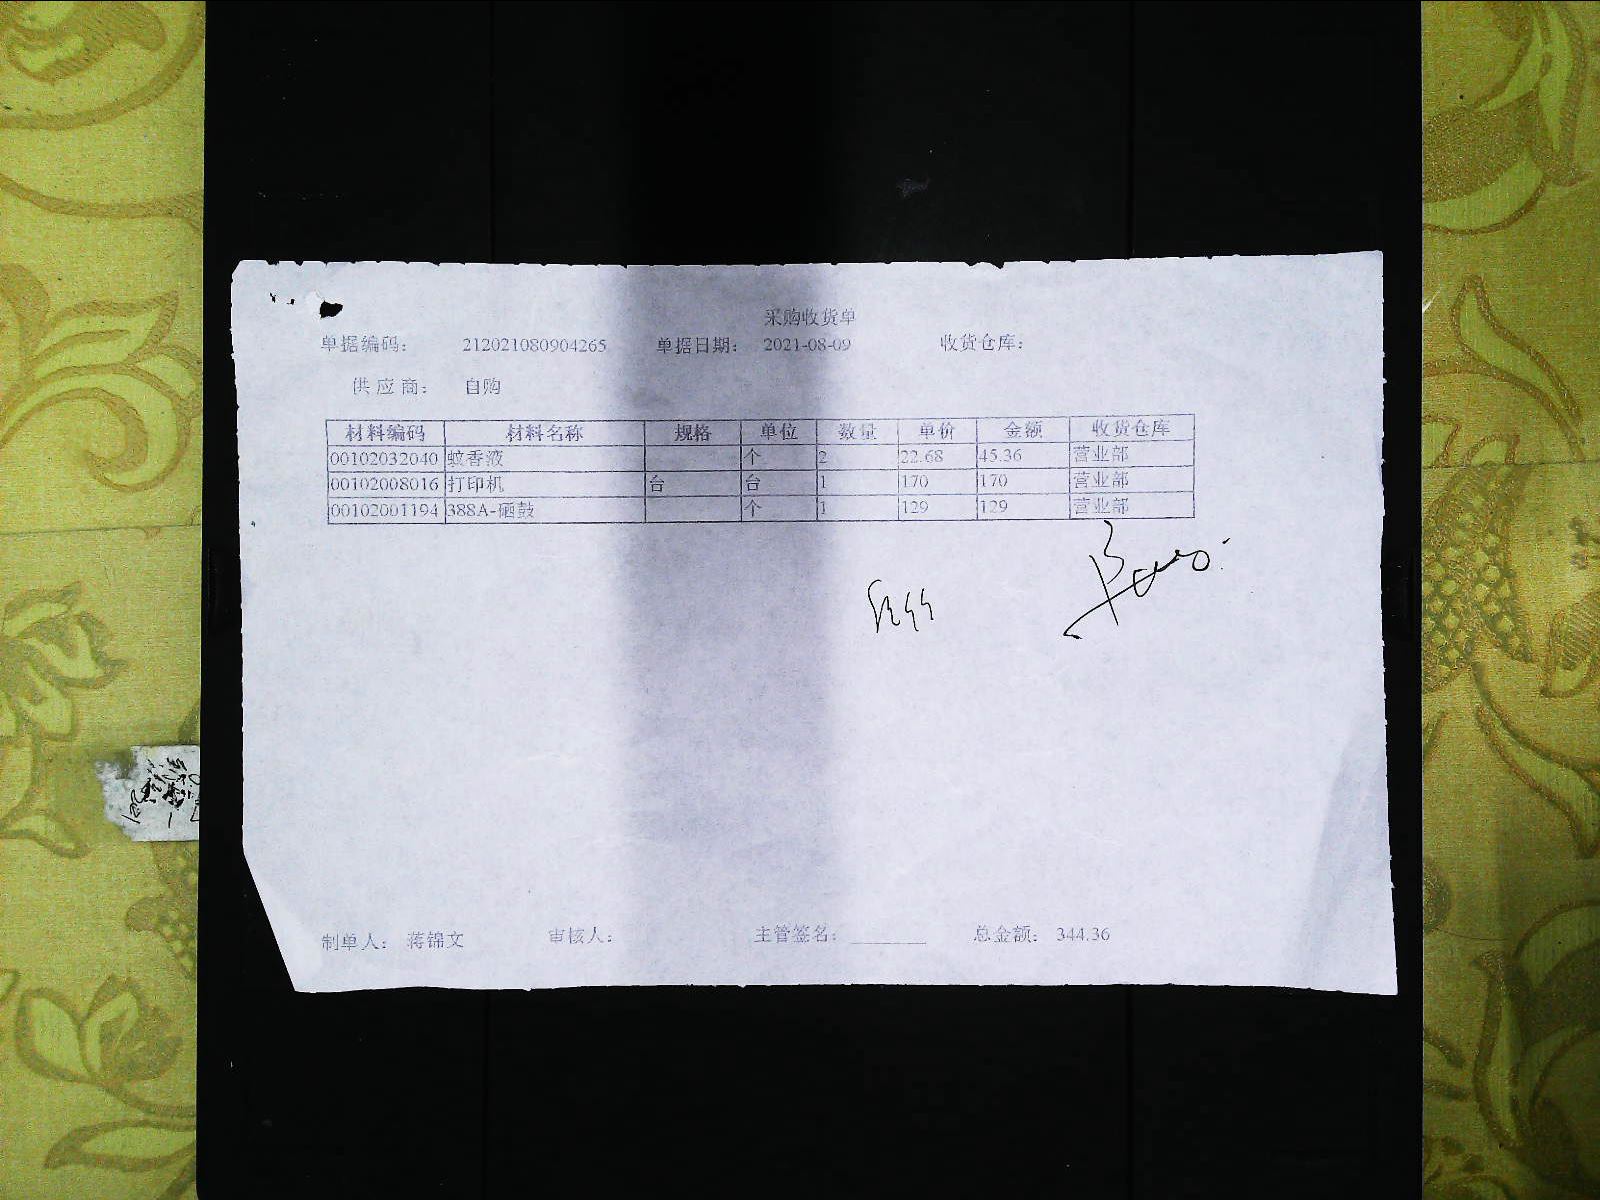 采购收货单
单据编码： 212021080904265 单据日期： 2021-08-09 收货仓库：
供应商： 自购
材料编码 材料名称 规格 单位 数量 单价 金额 收货仓库
00102032040 蚊香液 个 2 22.68 45.36 营业部
00102008016 打印机 台 台 1 170 170 营业部
00102001194 388A-硒鼓 个 1 129 129 营业部
制单人： 蒋锦文 审核人： 主管签名： ________ 总金额： 344.36